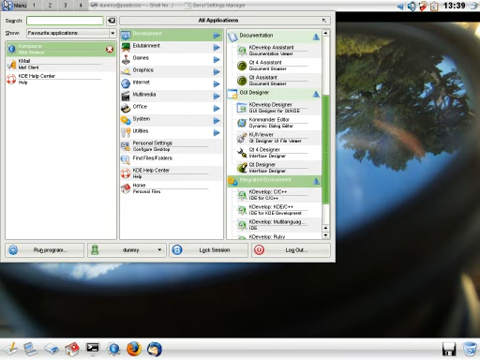 Menu 1 2 3 4
dummy@ - Shell No. 2
Beryl Settings Manager
13:39
Search:
All Applications
Show: Favourite applications:
Konqueror
Web Browser
KMail
Mail Client
KDE Help Center
Help
Development
Edutainment
Games
Graphics
Internet
Multimedia
Office
System
Utilities
Personal Settings
Configure Desktop
Find Files/Folders
KDE Help Center
Help
Home
Personal Files
Documentation
KDevelop Assistant
Documentation Viewer
Qt 4 Assistant
Document Browser
Qt Assistant
Document Browser
GUI Designer
KDevelop Designer
GUI Designer for Qt/KDE
Kommander Editor
Dynamic Dialog Editor
KUIViewer
Qt Designer UI File Viewer
Qt 4 Designer
Interface Designer
Qt Designer
Interface Designer
Integrated Environment
KDevelop: C/C++
IDE for C/C++
KDevelop: KDE/C++
IDE for KDE Development
KDevelop: Multilanguag...
IDE
KDevelop: Ruby
Run program...
dummy
Lock Session
Log Out...